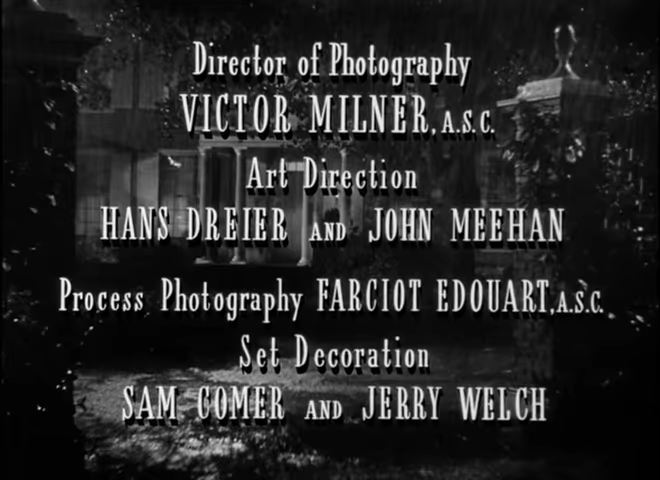 Director of Photography
VICTOR MILNER, A.S.C.
Art Direction
HANS DREIER AND JOHN MEEHAN
Process Photography FARCIOT EDOUART, A.S.C.
Set Decoration
SAM COMER AND JERRY WELCH